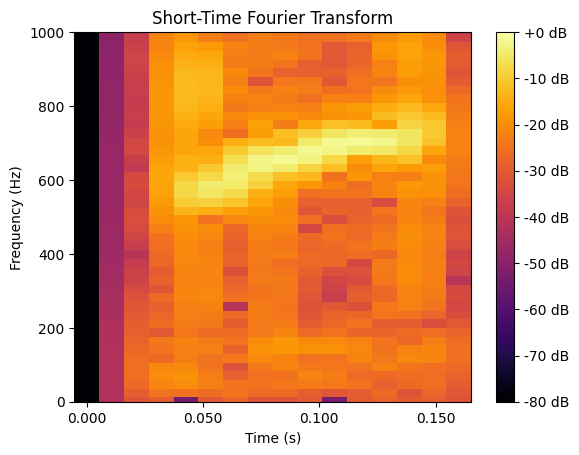 Short-Time Fourier Transform
1000
800
600
400
200
0
Frequency (Hz)
0.000
0.050
0.100
0.150
Time (s)
+0 dB
-10 dB
-20 dB
-30 dB
-40 dB
-50 dB
-60 dB
-70 dB
-80 dB